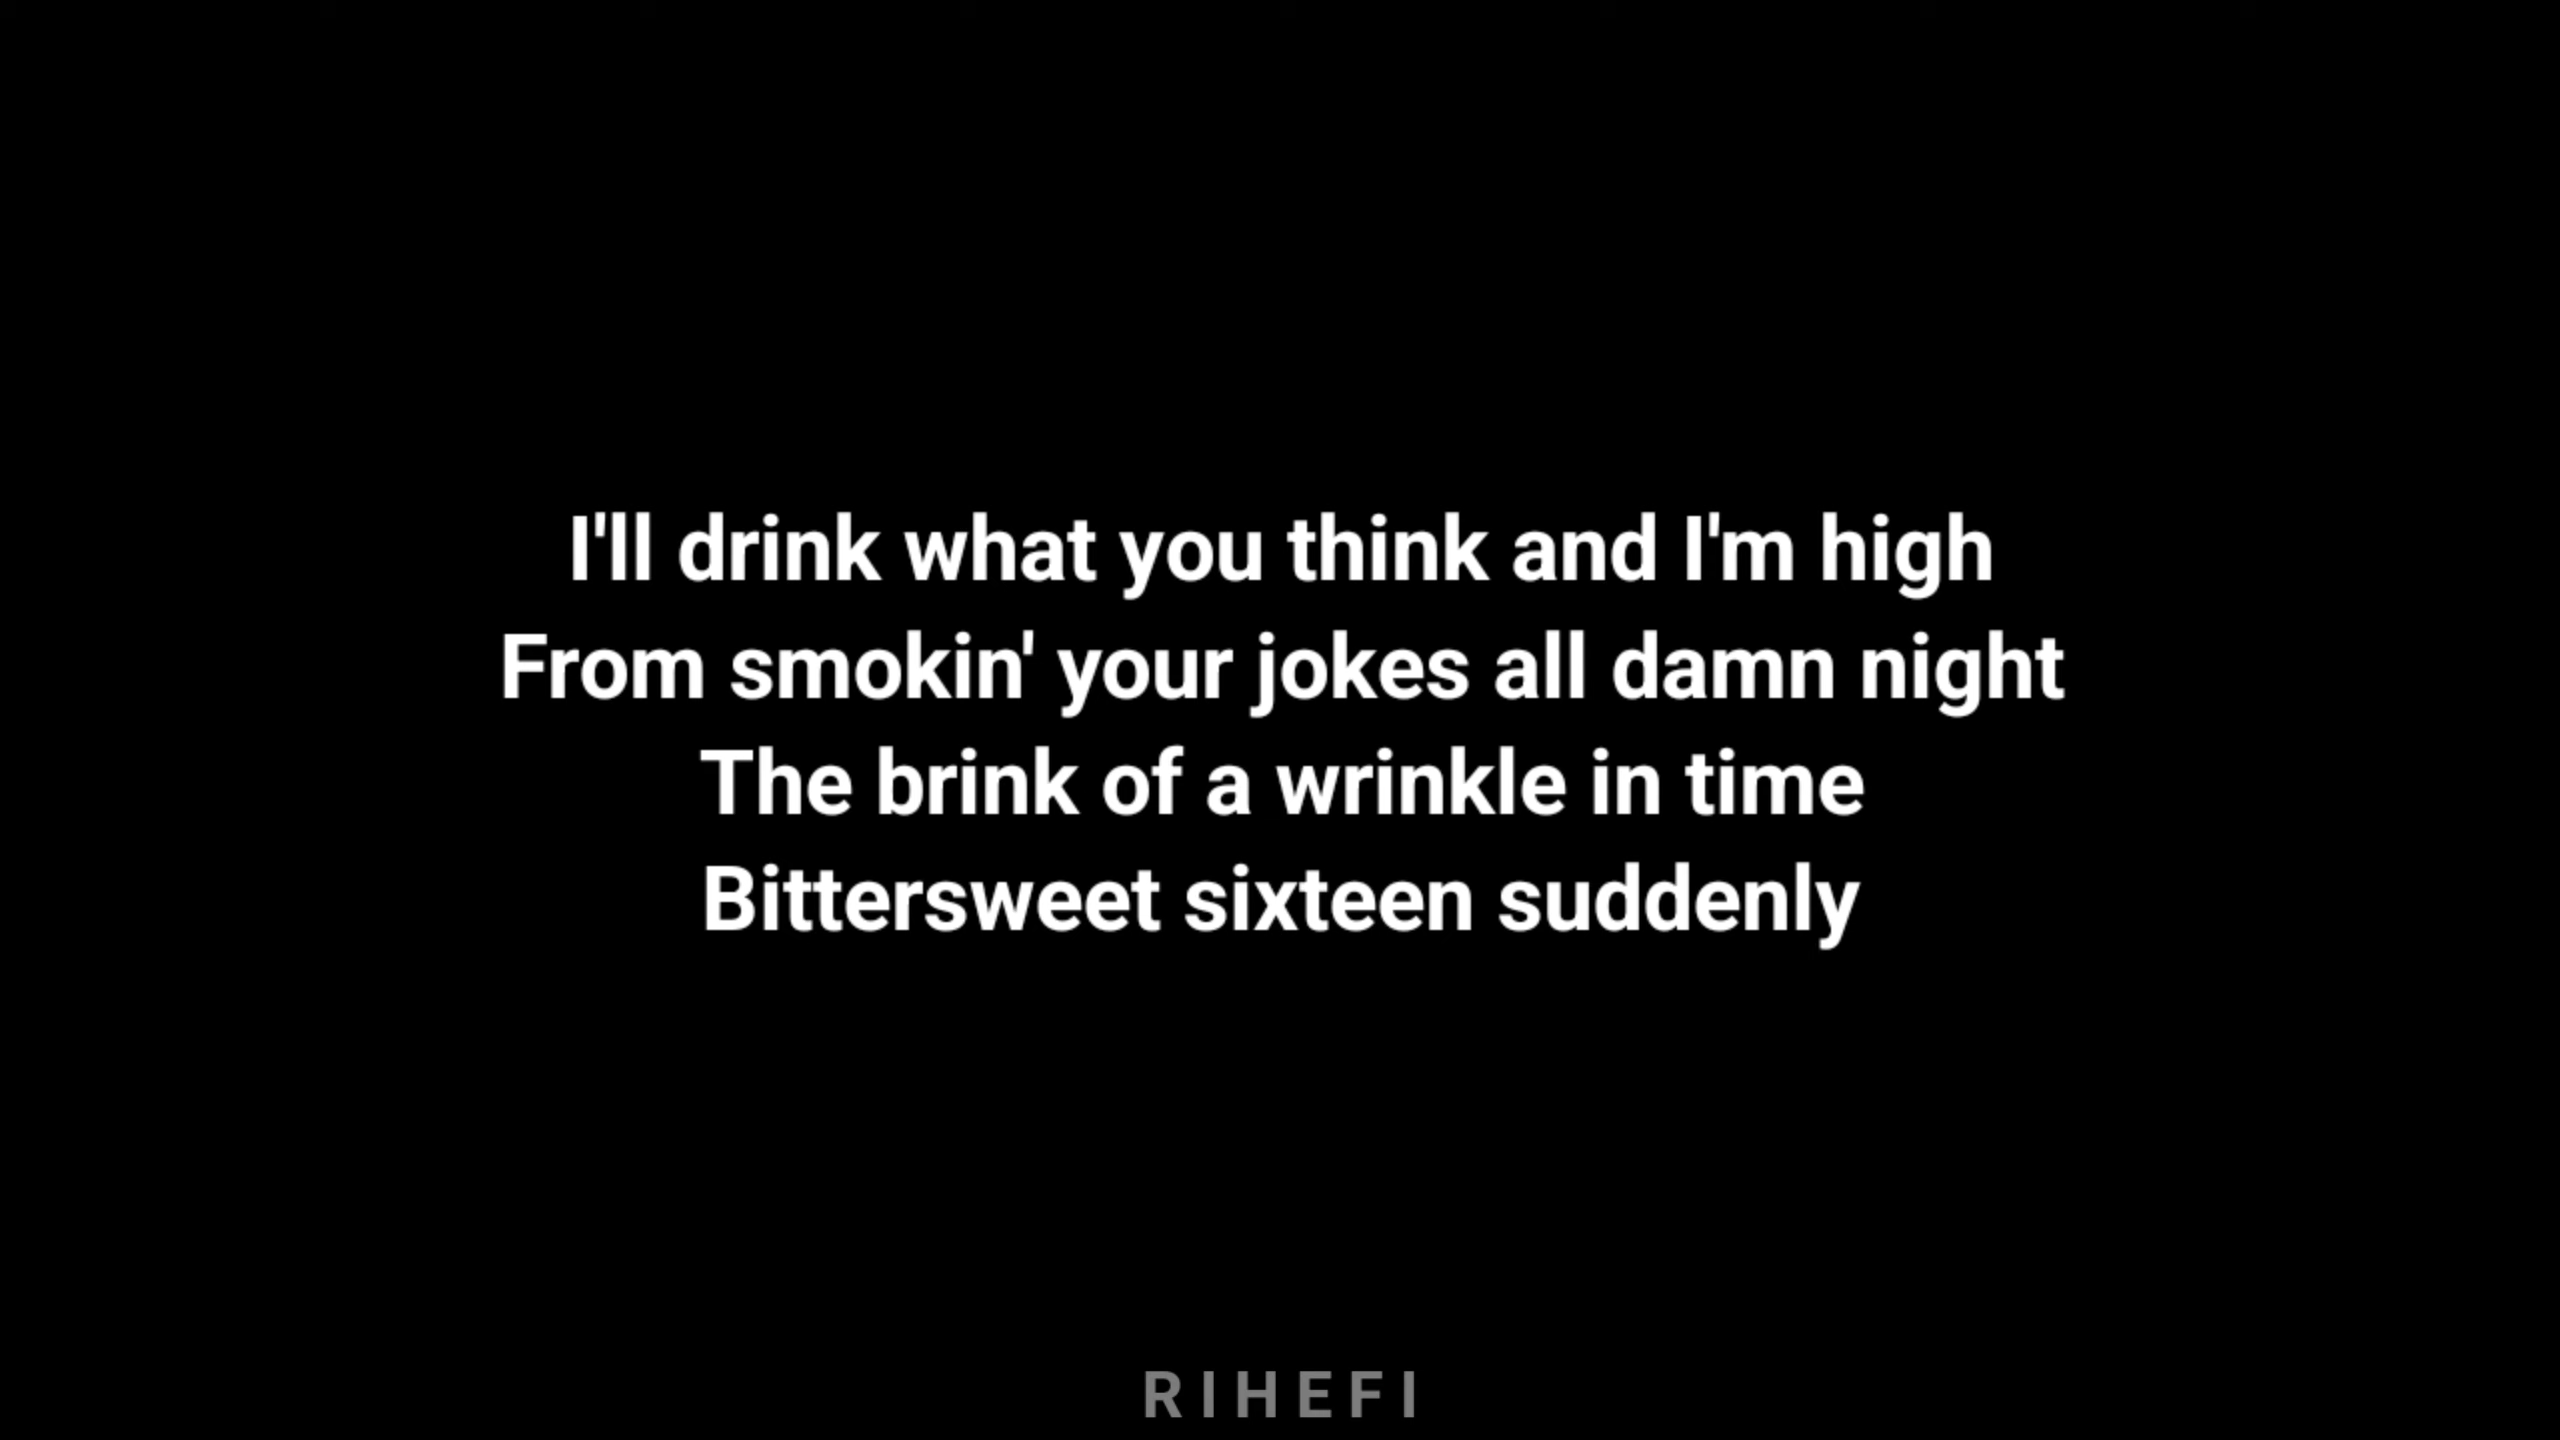 I'll drink what you think and I'm high
From smokin' your jokes all damn night
The brink of a wrinkle in time
Bittersweet sixteen suddenly
RIHEFI